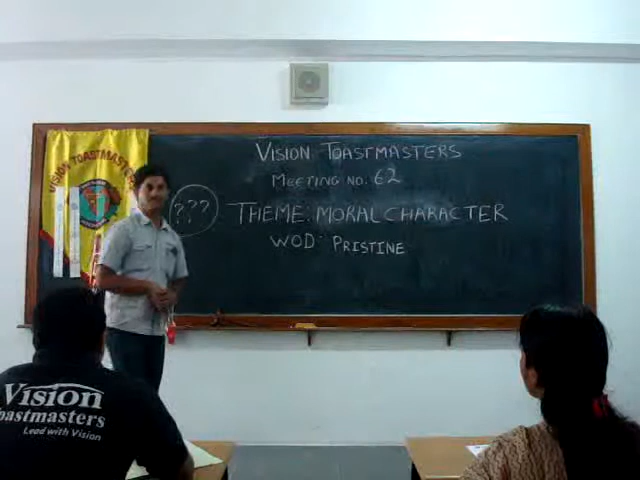 VISION TOASTMASTERS
MEETING NO: 62
???
THEME: MORAL CHARACTER
WOD: PRISTINE
VISION TOASTMASTERS
Vision
Toastmasters
Lead with Vision